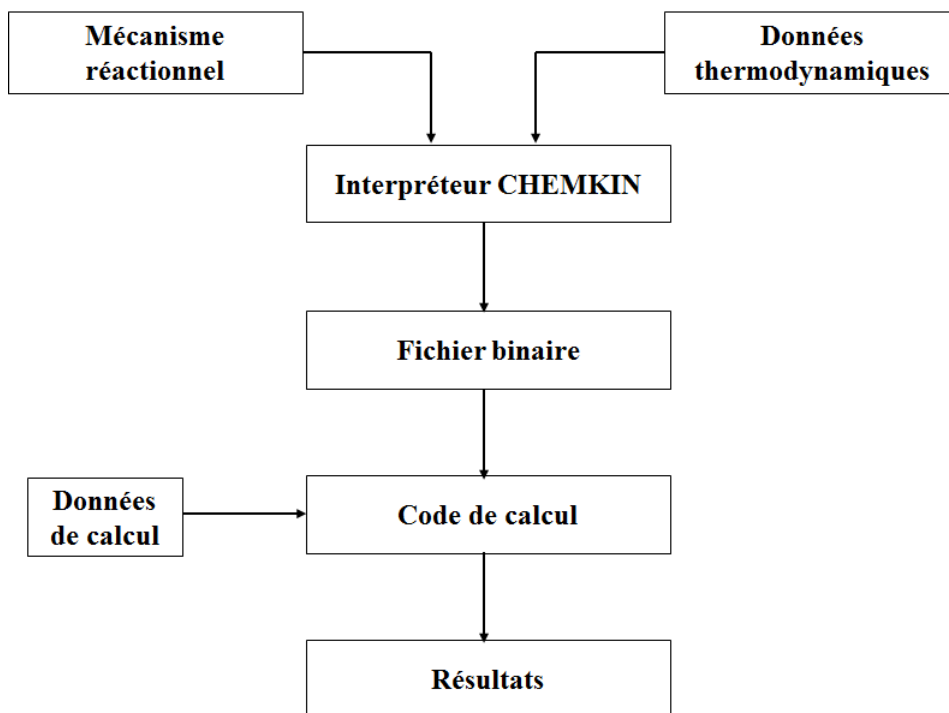 Mécanisme
réactionnel
Données
thermodynamiques
Interpréteur CHEMKIN
Fichier binaire
Données
de calcul
Code de calcul
Résultats